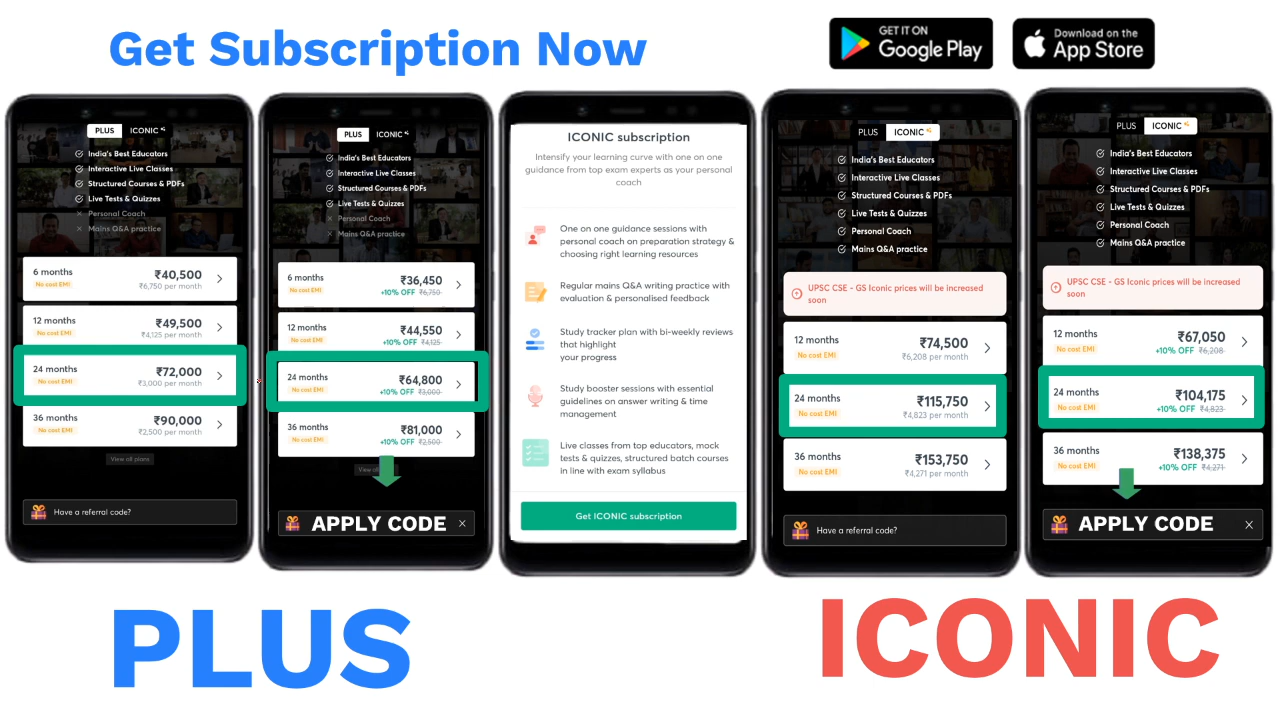 Get Subscription Now
GET IT ON
Google Play
Download on the
App Store
PLUS ICONIC
India's Best Educators
Interactive Live Classes
Structured Courses & PDFs
Live Tests & Quizzes
Personal Coach
Mains Q&A practice
6 months ₹40,500
No cost EMI ₹6,750 per month
12 months ₹49,500
No cost EMI ₹4,125 per month
24 months ₹72,000
No cost EMI ₹3,000 per month
36 months ₹90,000
No cost EMI ₹2,500 per month
View all plans
Have a referral code?
PLUS ICONIC
India's Best Educators
Interactive Live Classes
Structured Courses & PDFs
Live Tests & Quizzes
Personal Coach
Mains Q&A practice
6 months ₹36,450
No cost EMI +10% OFF ₹6,750
12 months ₹44,550
No cost EMI +10% OFF ₹4,125
24 months ₹64,800
No cost EMI +10% OFF ₹3,000
36 months ₹81,000
No cost EMI +10% OFF ₹2,500
View all
APPLY CODE
ICONIC subscription
Intensify your learning curve with one on one
guidance from top exam experts as your personal
coach
One on one guidance sessions with
personal coach on preparation strategy &
choosing right learning resources
Regular mains Q&A writing practice with
evaluation & personalised feedback
Study tracker plan with bi-weekly reviews
that highlight
your progress
Study booster sessions with essential
guidelines on answer writing & time
management
Live classes from top educators, mock
tests & quizzes, structured batch courses
in line with exam syllabus
Get ICONIC subscription
PLUS ICONIC
India's Best Educators
Interactive Live Classes
Structured Courses & PDFs
Live Tests & Quizzes
Personal Coach
Mains Q&A practice
UPSC CSE - GS Iconic prices will be increased
soon
12 months ₹74,500
No cost EMI ₹6,208 per month
24 months ₹115,750
No cost EMI ₹4,823 per month
36 months ₹153,750
No cost EMI ₹4,271 per month
Have a referral code?
PLUS ICONIC
India's Best Educators
Interactive Live Classes
Structured Courses & PDFs
Live Tests & Quizzes
Personal Coach
Mains Q&A practice
UPSC CSE - GS Iconic prices will be increased
soon
12 months ₹67,050
No cost EMI +10% OFF ₹6,208
24 months ₹104,175
No cost EMI +10% OFF ₹4,823
36 months ₹138,375
No cost EMI +10% OFF ₹4,271
APPLY CODE
PLUS
ICONIC